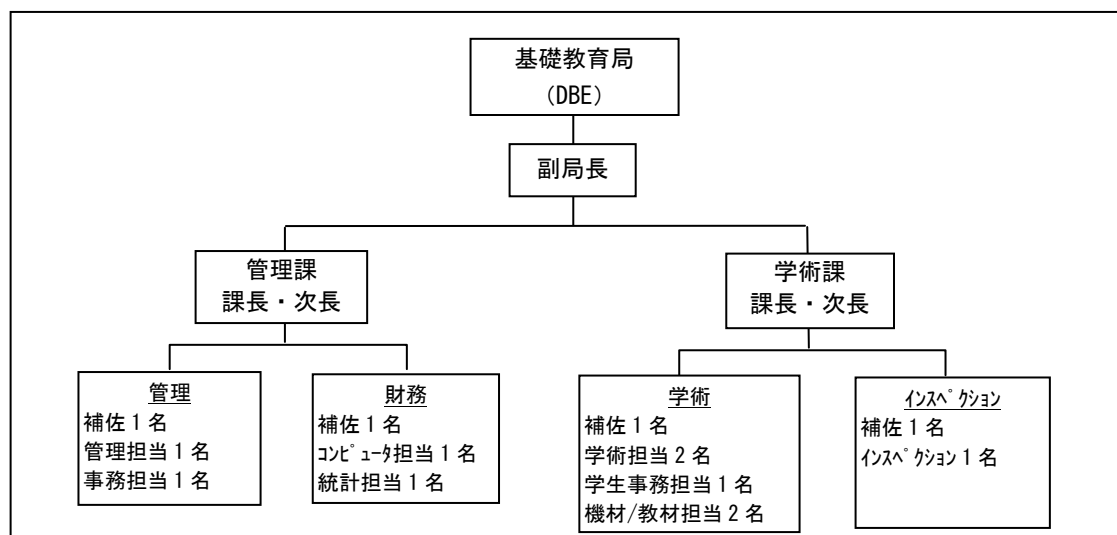 基礎教育局
（DBE）
副局長
管理課
課長・次長
学術課
課長・次長
管理
補佐 1 名
管理担当 1 名
事務担当 1 名
財務
補佐 1 名
ｺﾝﾋﾟｭｰﾀ担当 1 名
統計担当 1 名
学術
補佐 1 名
学術担当 2 名
学生事務担当 1 名
機材/教材担当 2 名
ｲﾝｽﾍﾟｸｼｮﾝ
補佐 1 名
ｲﾝｽﾍﾟｸｼｮﾝ 1 名